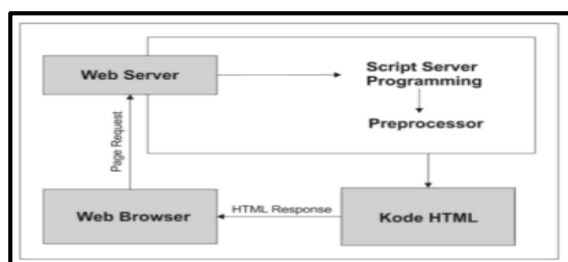 Web Server
Script Server
Programming
Preprocessor
Page Request
Web Browser
HTML Response
Kode HTML